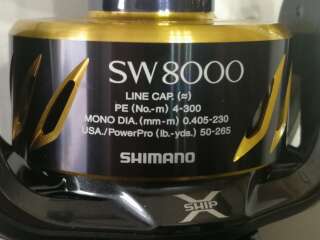 SW8000
LINE CAP. (≈)
PE (No.-m) 4-300
MONO DIA. (mm-m) 0.405-230
USA./PowerPro (lb.-yds.) 50-265
SHIMANO
X
SHIP